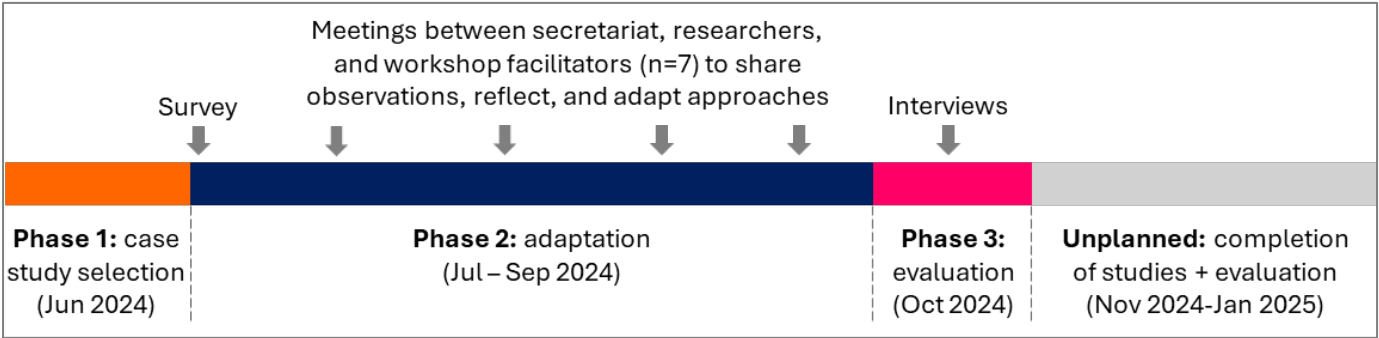 Meetings between secretariat, researchers,
and workshop facilitators (n=7) to share
observations, reflect, and adapt approaches
Survey
Interviews
Phase 1: case
study selection
(Jun 2024)
Phase 2: adaptation
(Jul – Sep 2024)
Phase 3:
evaluation
(Oct 2024)
Unplanned: completion
of studies + evaluation
(Nov 2024-Jan 2025)